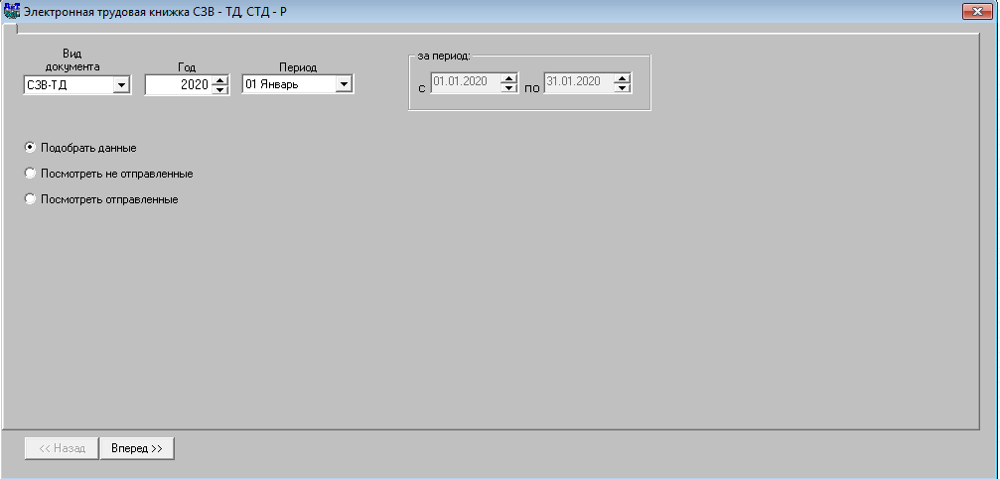 Электронная трудовая книжка СЗВ - ТД, СТД - Р
Вид
документа
Год
Период
за период:
СЗВ-ТД
2020
01 Январь
с
01.01.2020
по
31.01.2020
Подобрать данные
Посмотреть не отправленные
Посмотреть отправленные
<< Назад
Вперед >>